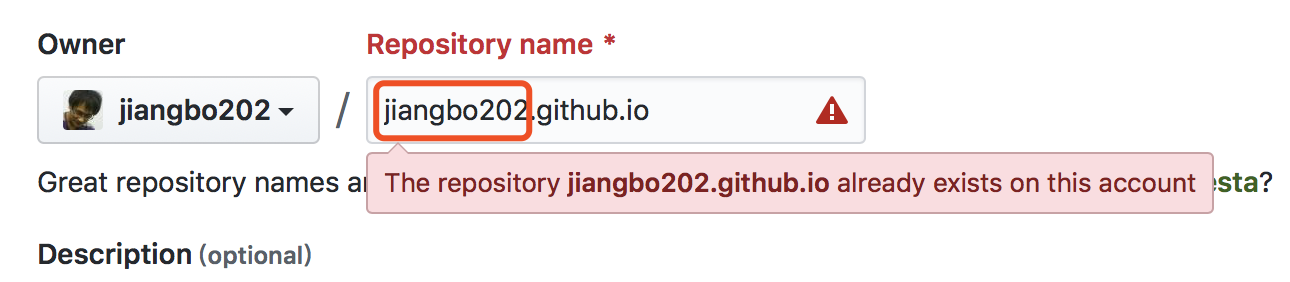 Owner
Repository name *
jiangbo202
/
jiangbo202.github.io
The repository jiangbo202.github.io already exists on this account
Great repository names esta?
Description (optional)